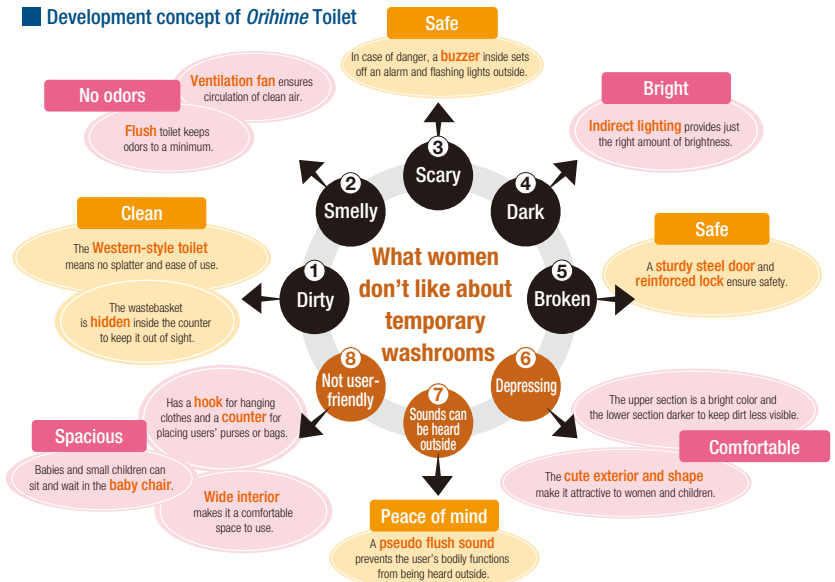 Development concept of Orihime Toilet
What women
don't like about
temporary
washrooms
1
Dirty
Clean
The Western-style toilet
means no splatter and ease of use.
The wastebasket
is hidden inside the counter
to keep it out of sight.
2
Smelly
No odors
Ventilation fan ensures
circulation of clean air.
Flush toilet keeps
odors to a minimum.
3
Scary
Safe
In case of danger, a buzzer inside sets
off an alarm and flashing lights outside.
4
Dark
Bright
Indirect lighting provides just
the right amount of brightness.
5
Broken
Safe
A sturdy steel door and
reinforced lock ensure safety.
6
Depressing
The upper section is a bright color and
the lower section darker to keep dirt less visible.
Comfortable
The cute exterior and shape
make it attractive to women and children.
7
Sounds can
be heard
outside
Peace of mind
A pseudo flush sound
prevents the user's bodily functions
from being heard outside.
8
Not user-
friendly
Has a hook for hanging
clothes and a counter for
placing users' purses or bags.
Spacious
Babies and small children can
sit and wait in the baby chair.
Wide interior
makes it a comfortable
space to use.